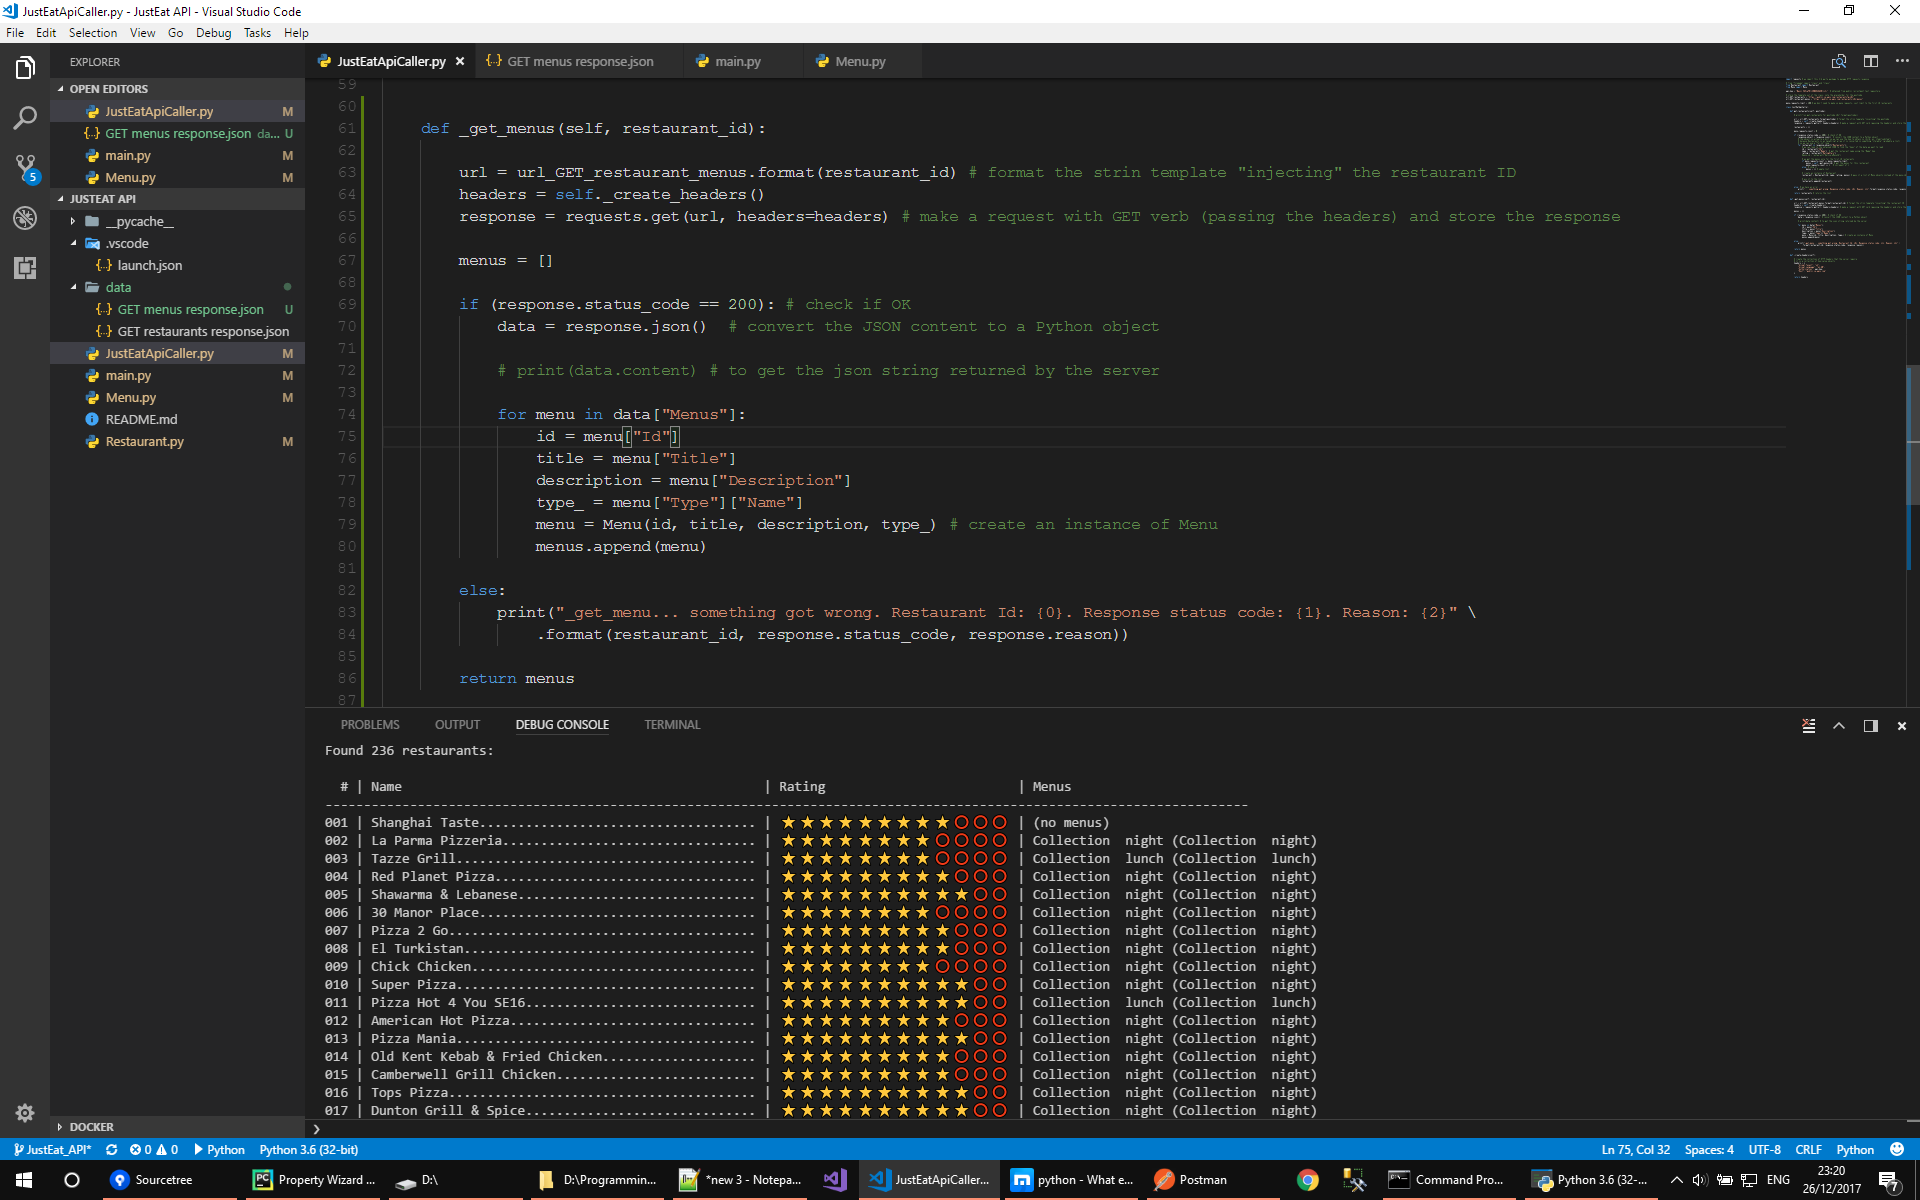 JustEatApiCaller.py - JustEat API - Visual Studio Code
File Edit Selection View Go Debug Tasks Help
EXPLORER
JustEatApiCaller.py GET menus response.json main.py Menu.py
OPEN EDITORS
JustEatApiCaller.py M
GET menus response.json da... U
main.py M
Menu.py M
5
JUSTEAT API
__pycache__
.vscode
launch.json
data
GET menus response.json U
GET restaurants response.json
JustEatApiCaller.py M
main.py M
Menu.py M
README.md
Restaurant.py M
DOCKER
59
60
61 def _get_menus(self, restaurant_id):
62
63 url = url_GET_restaurant_menus.format(restaurant_id) # format the strin template "injecting" the restaurant ID
64 headers = self._create_headers()
65 response = requests.get(url, headers=headers) # make a request with GET verb (passing the headers) and store the response
66
67 menus = []
68
69 if (response.status_code == 200): # check if OK
70 data = response.json()  # convert the JSON content to a Python object
71
72 # print(data.content) # to get the json string returned by the server
73
74 for menu in data["Menus"]:
75 id = menu["Id"]
76 title = menu["Title"]
77 description = menu["Description"]
78 type_ = menu["Type"]["Name"]
79 menu = Menu(id, title, description, type_) # create an instance of Menu
80 menus.append(menu)
81
82 else:
83 print("_get_menu... something got wrong. Restaurant Id: {0}. Response status code: {1}. Reason: {2}" \
84 .format(restaurant_id, response.status_code, response.reason))
85
86 return menus
87
PROBLEMS OUTPUT DEBUG CONSOLE TERMINAL
Found 236 restaurants:
# | Name | Rating | Menus
------------------------------------------------------------------------------------------------------------------------
001 | Shanghai Taste.................................... | ★★★★★★★★★⭕⭕⭕ | (no menus)
002 | La Parma Pizzeria................................. | ★★★★★★★★⭕⭕⭕⭕ | Collection  night (Collection  night)
003 | Tazze Grill....................................... | ★★★★★★★★⭕⭕⭕⭕ | Collection  lunch (Collection  lunch)
004 | Red Planet Pizza.................................. | ★★★★★★★★★⭕⭕⭕ | Collection  night (Collection  night)
005 | Shawarma & Lebanese............................... | ★★★★★★★★★★⭕⭕ | Collection  night (Collection  night)
006 | 30 Manor Place.................................... | ★★★★★★★★⭕⭕⭕⭕ | Collection  night (Collection  night)
007 | Pizza 2 Go........................................ | ★★★★★★★★★⭕⭕⭕ | Collection  night (Collection  night)
008 | El Turkistan...................................... | ★★★★★★★★★⭕⭕⭕ | Collection  night (Collection  night)
009 | Chick Chicken..................................... | ★★★★★★★★⭕⭕⭕⭕ | Collection  night (Collection  night)
010 | Super Pizza....................................... | ★★★★★★★★★★⭕⭕ | Collection  night (Collection  night)
011 | Pizza Hot 4 You SE16.............................. | ★★★★★★★★★★⭕⭕ | Collection  lunch (Collection  lunch)
012 | American Hot Pizza................................ | ★★★★★★★★★⭕⭕⭕ | Collection  night (Collection  night)
013 | Pizza Mania....................................... | ★★★★★★★★★★⭕⭕ | Collection  night (Collection  night)
014 | Old Kent Kebab & Fried Chicken.................... | ★★★★★★★★★⭕⭕⭕ | Collection  night (Collection  night)
015 | Camberwell Grill Chicken.......................... | ★★★★★★★★★⭕⭕⭕ | Collection  night (Collection  night)
016 | Tops Pizza........................................ | ★★★★★★★★★★⭕⭕ | Collection  night (Collection  night)
017 | Dunton Grill & Spice.............................. | ★★★★★★★★★★⭕⭕ | Collection  night (Collection  night)
JustEat_API* 0 0 Python Python 3.6 (32-bit) Ln 75, Col 32 Spaces: 4 UTF-8 CRLF Python
Sourcetree Property Wizard ... D:\ D:\Programmin... *new 3 - Notepa... JustEatApiCaller... python - What e... Postman Command Pro... Python 3.6 (32-... ENG 23:20
26/12/2017 7